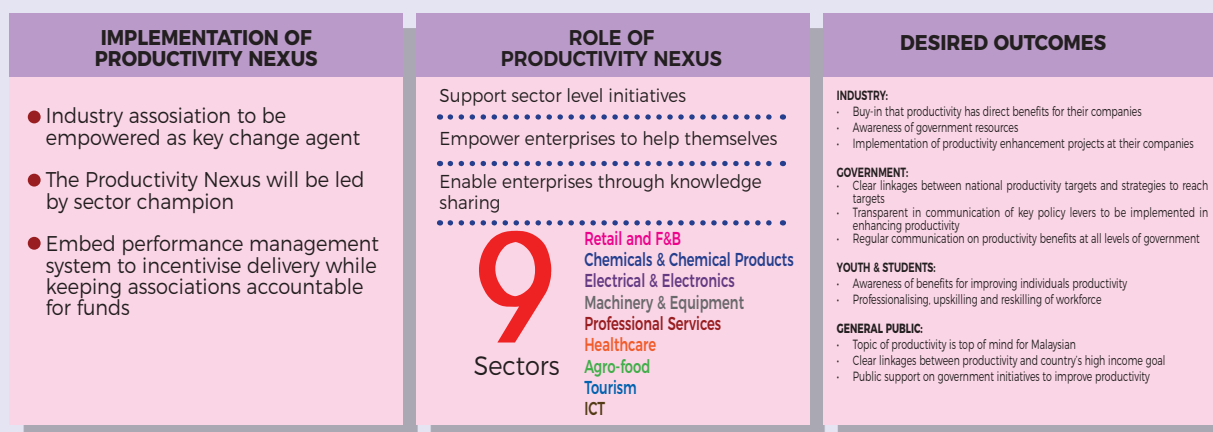 IMPLEMENTATION OF
PRODUCTIVITY NEXUS
● Industry assosiation to be
empowered as key change agent
● The Productivity Nexus will be led
by sector champion
● Embed performance management
system to incentivise delivery while
keeping associations accountable
for funds
ROLE OF
PRODUCTIVITY NEXUS
Support sector level initiatives
Empower enterprises to help themselves
Enable enterprises through knowledge
sharing
9
Sectors
Retail and F&B
Chemicals & Chemical Products
Electrical & Electronics
Machinery & Equipment
Professional Services
Healthcare
Agro-food
Tourism
ICT
DESIRED OUTCOMES
INDUSTRY:
· Buy-in that productivity has direct benefits for their companies
· Awareness of government resources
· Implementation of productivity enhancement projects at their companies
GOVERNMENT:
· Clear linkages between national productivity targets and strategies to reach
targets
· Transparent in communication of key policy levers to be implemented in
enhancing productivity
· Regular communication on productivity benefits at all levels of government
YOUTH & STUDENTS:
· Awareness of benefits for improving individuals productivity
· Professionalising, upskilling and reskilling of workforce
GENERAL PUBLIC:
· Topic of productivity is top of mind for Malaysian
· Clear linkages between productivity and country's high income goal
· Public support on government initiatives to improve productivity